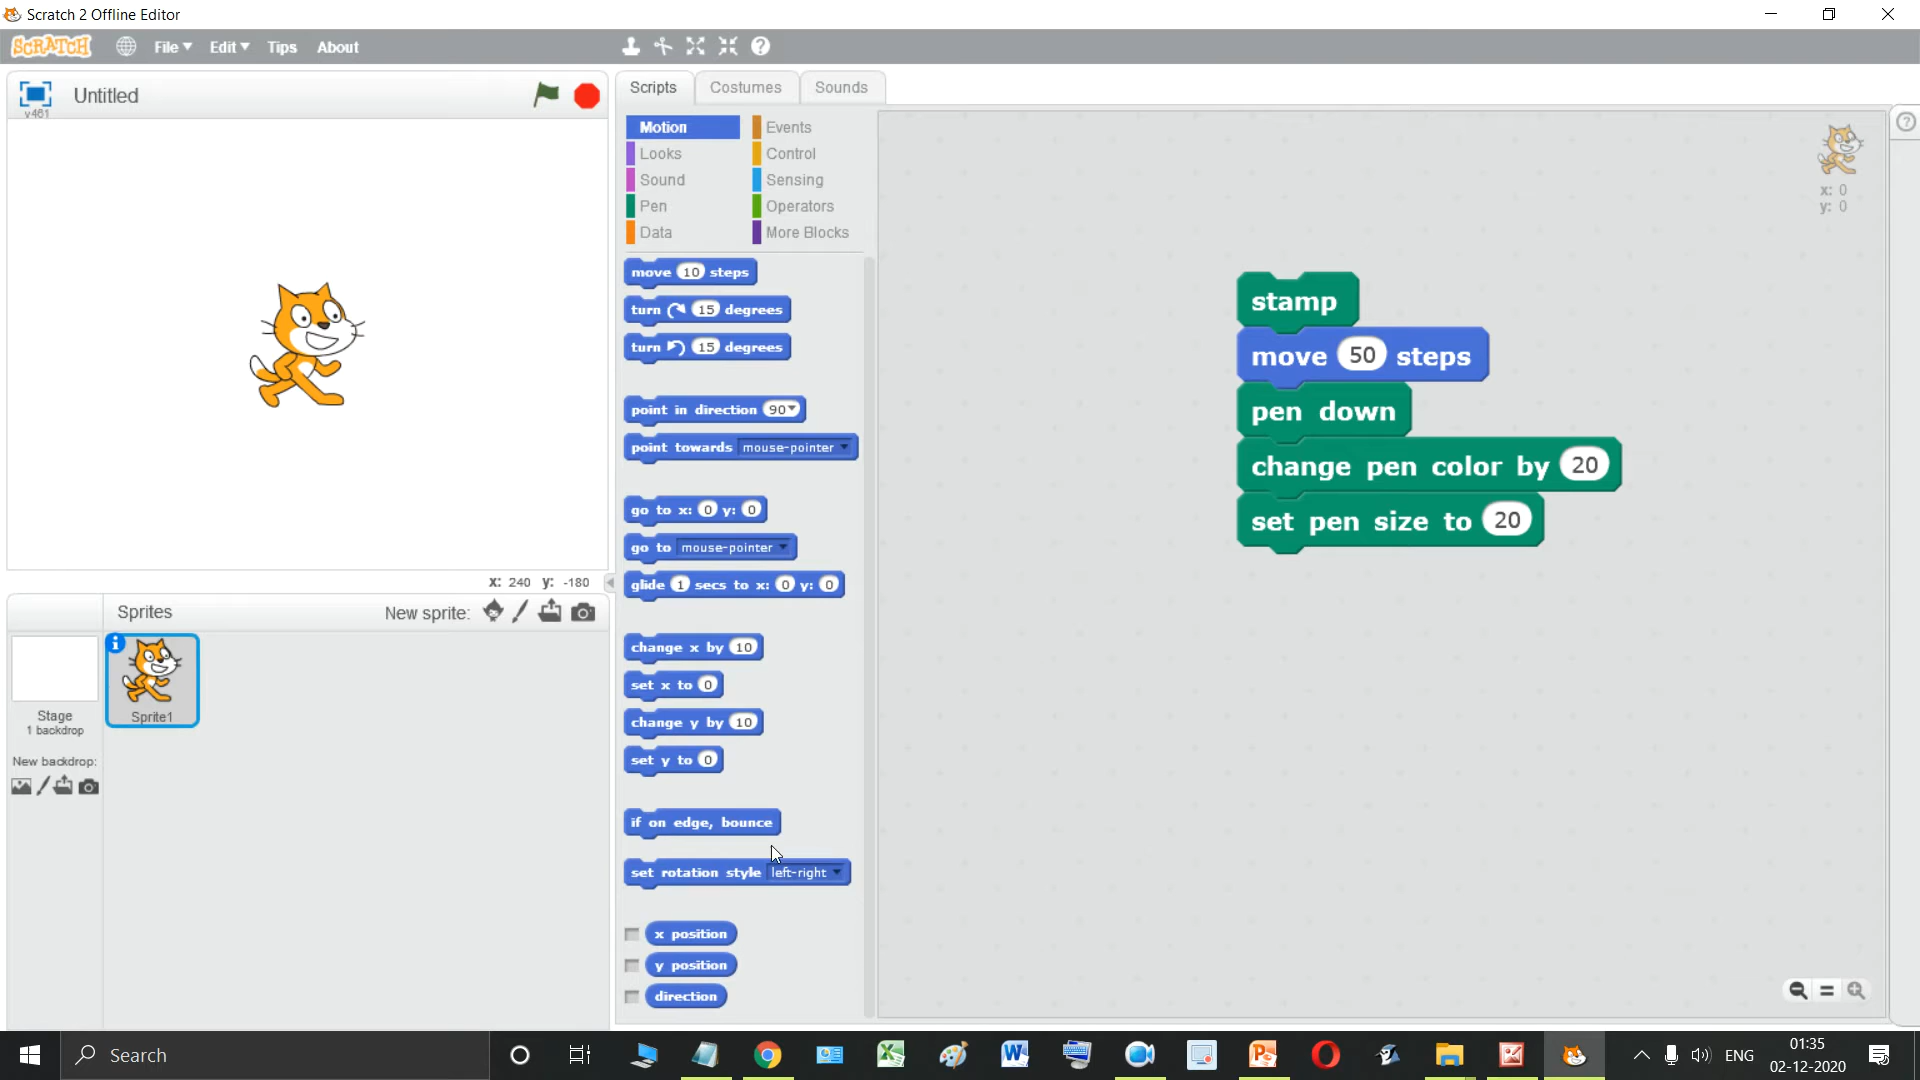 Scratch 2 Offline Editor
SCRATCH File Edit Tips About
v461 Untitled
Scripts Costumes Sounds
Motion Events
Looks Control
Sound Sensing
Pen Operators
Data More Blocks
move 10 steps
turn 15 degrees
turn 15 degrees
point in direction 90
point towards mouse-pointer
go to x: 0 y: 0
go to mouse-pointer
glide 1 secs to x: 0 y: 0
change x by 10
set x to 0
change y by 10
set y to 0
if on edge, bounce
set rotation style left-right
x position
y position
direction
stamp
move 50 steps
pen down
change pen color by 20
set pen size to 20
x: 0
y: 0
x: 240 y: -180
Sprites New sprite:
Sprite1
Stage
1 backdrop
New backdrop:
Search
ENG
01:35
02-12-2020